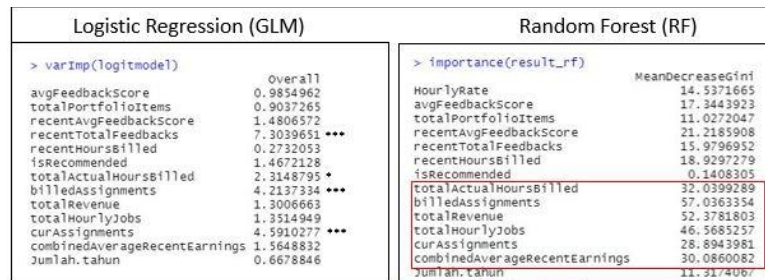 Logistic Regression (GLM)
> varImp(logitmodel)
Overall
avgFeedbackScore 0.9854962
totalPortfolioItems 0.9037265
recentAvgFeedbackScore 1.4806572
recentTotalFeedbacks 7.3039651 ***
recentHoursBilled 0.2732053
isRecommended 1.4672128
totalActualHoursBilled 2.3148795 *
billedAssignments 4.2137334 ***
totalRevenue 1.3006663
totalHourlyJobs 1.3514949
curAssignments 4.5910277 ***
combinedAverageRecentEarnings 1.5648832
Jumlah.tahun 0.6678846
Random Forest (RF)
> importance(result_rf)
MeanDecreaseGini
HourlyRate 14.5371665
avgFeedbackScore 17.3443923
totalPortfolioItems 11.0272047
recentAvgFeedbackScore 21.2185908
recentTotalFeedbacks 15.9796952
recentHoursBilled 18.9297279
isRecommended 0.1408305
totalActualHoursBilled 32.0399289
billedAssignments 57.0363354
totalRevenue 52.3781803
totalHourlyJobs 46.5685257
curAssignments 28.8943981
combinedAverageRecentEarnings 30.0860082
Jumlah.tahun 11.3174067